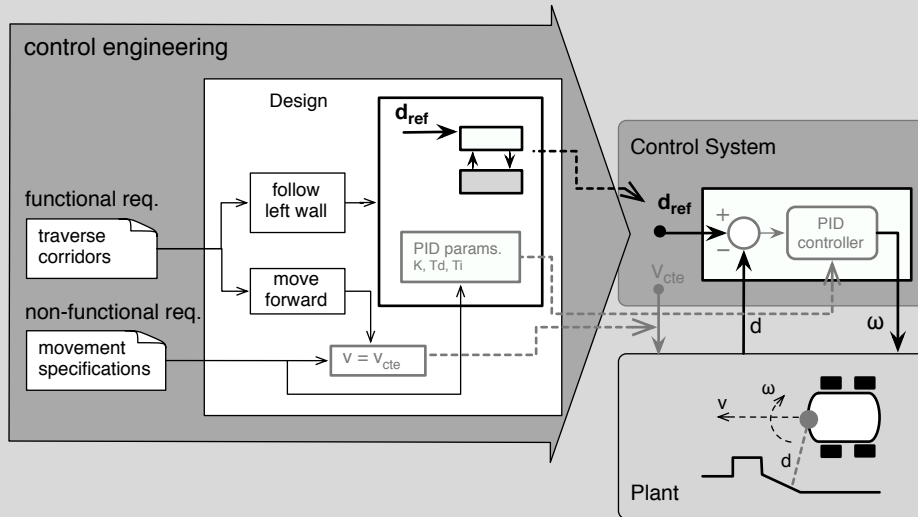 control engineering
Design
d_ref
functional req.
traverse
corridors
follow
left wall
PID params.
K, Td, Ti
move
forward
non-functional req.
movement
specifications
v = v_cte
Control System
d_ref
+
−
PID
controller
V_cte
d
ω
ω
v
d
Plant